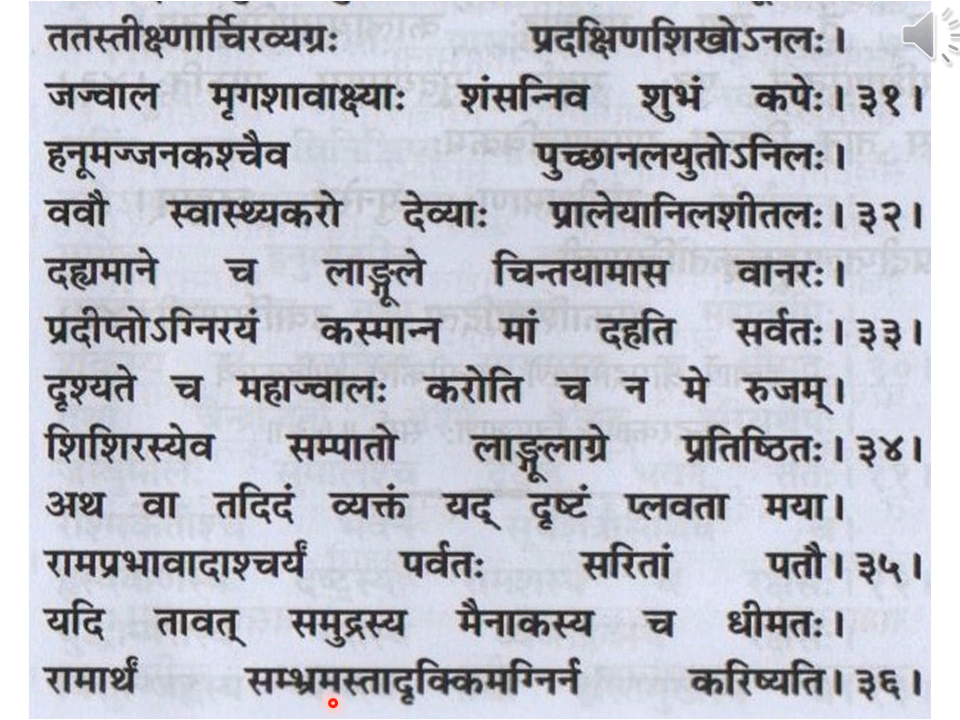 ततस्तीक्ष्णार्चिरव्यग्रः प्रदक्षिणशिखोऽनलः।
जज्वाल मृगशावाक्ष्याः शंसन्निव शुभं कपेः।३१।
हनूमज्जनकश्चैव पुच्छानलयुतोऽनिलः।
ववौ स्वास्थ्यकरो देव्याः प्रालेयानिलशीतलः।३२।
दह्यमाने च लाङ्गूले चिन्तयामास वानरः।
प्रदीप्तोऽग्निरयं कस्मान्न मां दहति सर्वतः।३३।
दृश्यते च महाज्वालः करोति च न मे रुजम्।
शिशिरस्येव सम्पातो लाङ्गूलाग्रे प्रतिष्ठितः।३४।
अथ वा तदिदं व्यक्तं यद् दृष्टं प्लवता मया।
रामप्रभावादाश्चर्यं पर्वतः सरितां पतौ।३५।
यदि तावत् समुद्रस्य मैनाकस्य च धीमतः
रामार्थं सम्भ्रमस्तादृक्किमग्निर्न करिष्यति।३६।